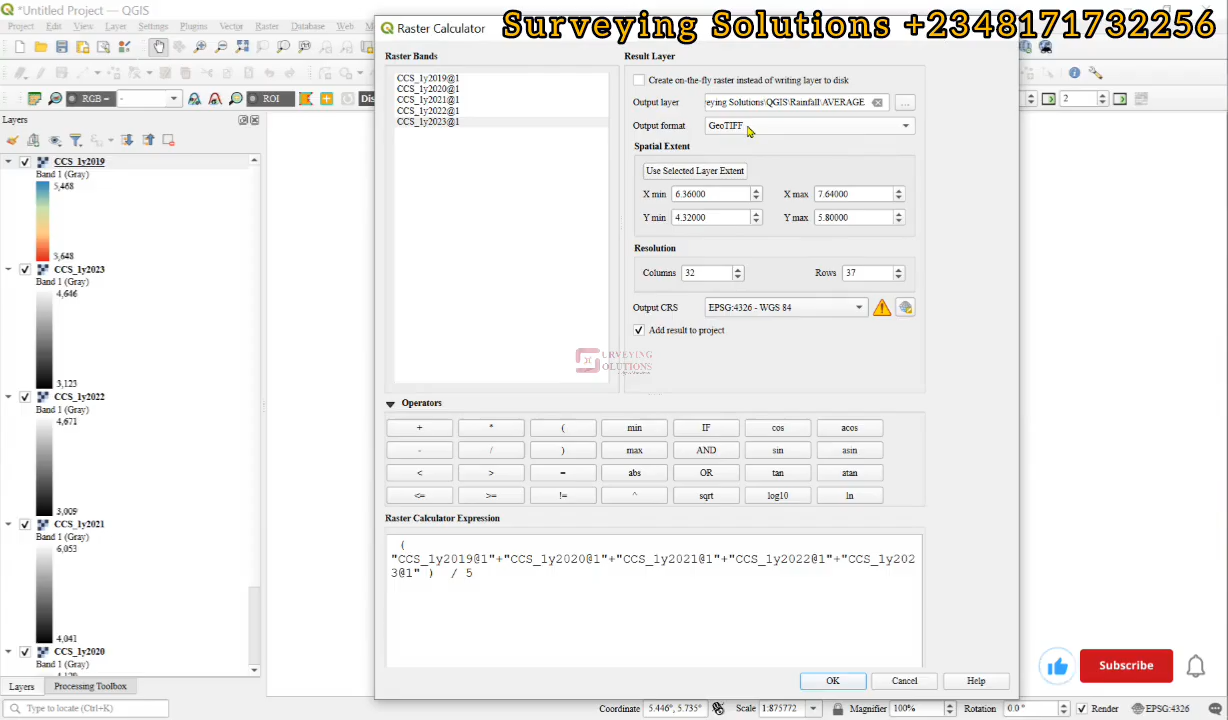 *Untitled Project — QGIS
Surveying Solutions +2348171732256
Project Edit View Layer Settings Plugins Vector Raster Database Web
Raster Calculator
Raster Bands
CCS_1y2019@1
CCS_1y2020@1
CCS_1y2021@1
CCS_1y2022@1
CCS_1y2023@1
Result Layer
Create on-the-fly raster instead of writing layer to disk
Output layer eying Solutions\QGIS\Rainfall\AVERAGE ...
Output format GeoTIFF
Spatial Extent
Use Selected Layer Extent
X min 6.36000 X max 7.64000
Y min 4.32000 Y max 5.80000
Resolution
Columns 32 Rows 37
Output CRS EPSG:4326 - WGS 84
Add result to project
URVEYING
SOLUTIONS
Operators
+ * ( min IF cos acos
- / ) max AND sin asin
< > = abs OR tan atan
<= >= != ^ sqrt log10 ln
Raster Calculator Expression
(
"CCS_1y2019@1"+"CCS_1y2020@1"+"CCS_1y2021@1"+"CCS_1y2022@1"+"CCS_1y202
3@1" ) / 5
OK Cancel Help
RGB = - ROI Dis
2
Layers
CCS_1y2019
Band 1 (Gray)
5,468
5,648
CCS_1y2023
Band 1 (Gray)
4,646
3,123
CCS_1y2022
Band 1 (Gray)
4,671
3,009
CCS_1y2021
Band 1 (Gray)
6,053
4,041
CCS_1y2020
Band 1 (Gray)
Layers Processing Toolbox
Subscribe
Type to locate (Ctrl+K) Coordinate 5.446°, 5.735° Scale 1:875772 Magnifier 100% Rotation 0.0° Render EPSG:4326